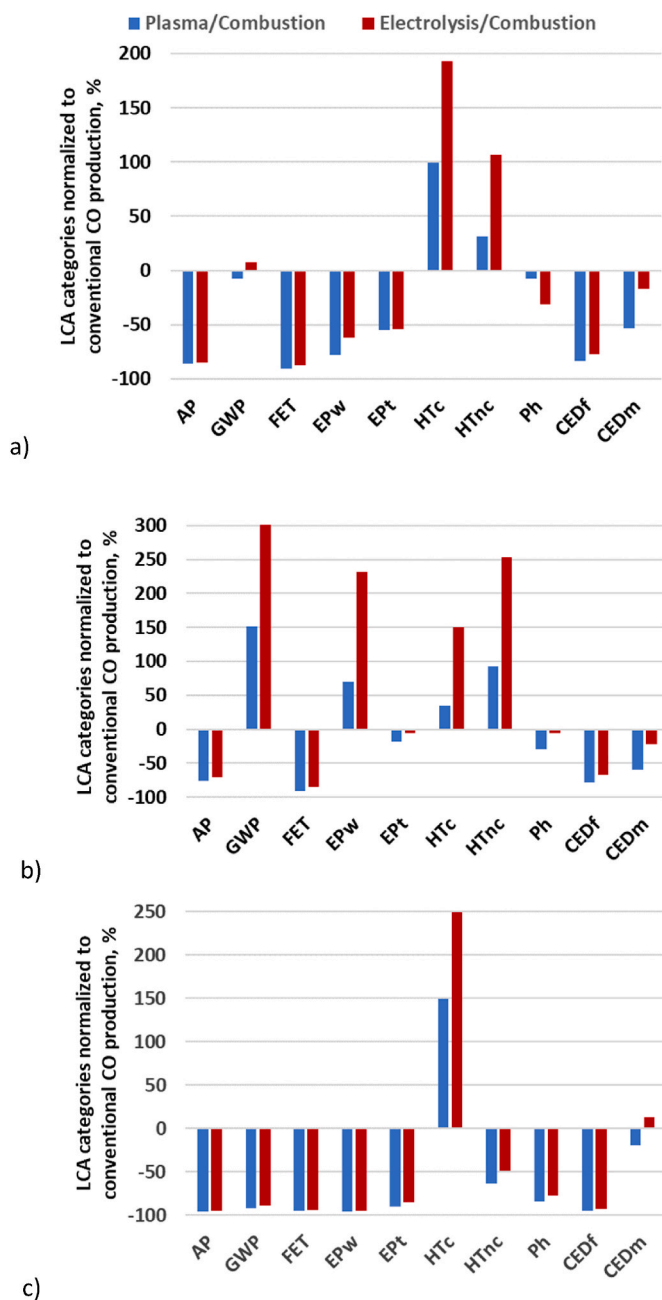 Plasma/Combustion Electrolysis/Combustion
LCA categories normalized to
conventional CO production, %
200
150
100
50
0
-50
-100
AP GWP FET EPw EPt HTc HTnc Ph CEDf CEDm
a)
LCA categories normalized to
conventional CO production, %
300
250
200
150
100
50
0
-50
-100
AP GWP FET EPw EPt HTc HTnc Ph CEDf CEDm
b)
LCA categories normalized to
conventional CO production, %
250
200
150
100
50
0
-50
-100
AP GWP FET EPw EPt HTc HTnc Ph CEDf CEDm
c)